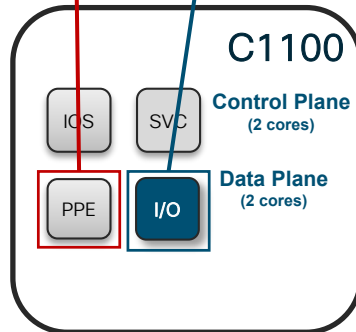 C1100
IOS
SVC
Control Plane
(2 cores)
PPE
I/O
Data Plane
(2 cores)